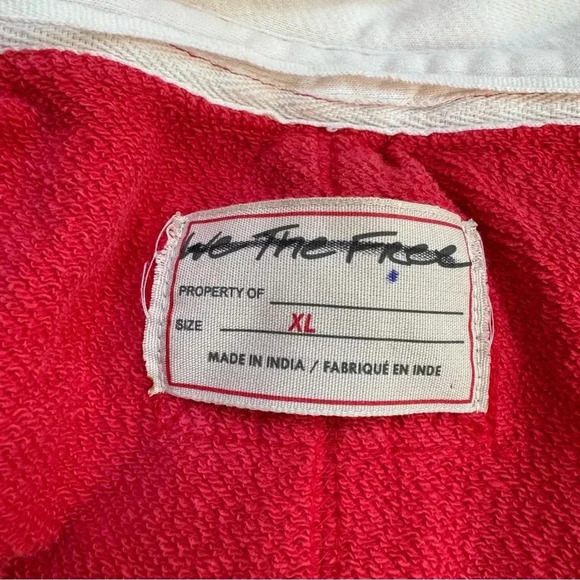 We The Free
PROPERTY OF
SIZE XL
MADE IN INDIA / FABRIQUÉ EN INDE